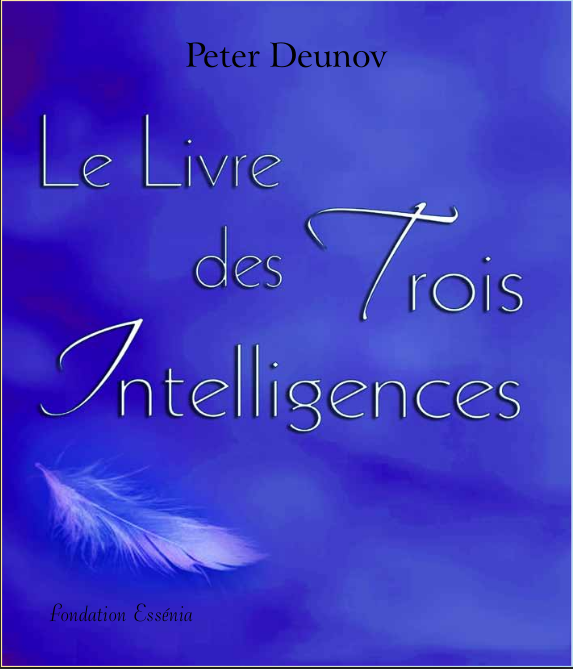 Peter Deunov
Le Livre
des Trois
Intelligences
Fondation Essénia